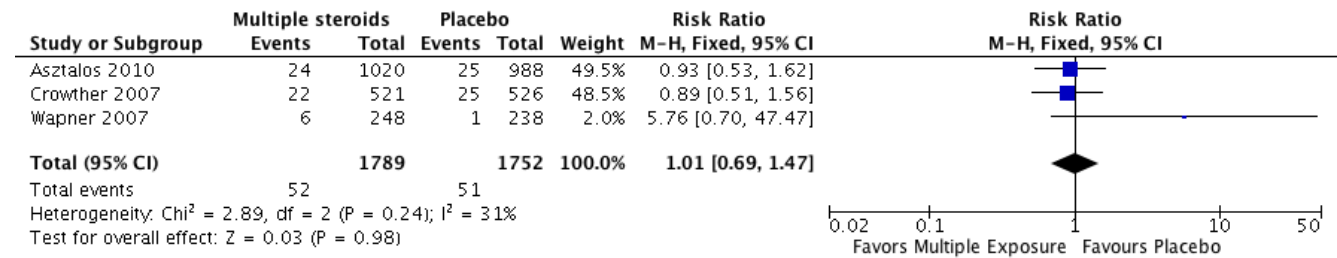 Multiple steroids Placebo Risk Ratio Risk Ratio
Study or Subgroup Events Total Events Total Weight M-H, Fixed, 95% CI M-H, Fixed, 95% CI
Asztalos 2010 24 1020 25 988 49.5% 0.93 [0.53, 1.62]
Crowther 2007 22 521 25 526 48.5% 0.89 [0.51, 1.56]
Wapner 2007 6 248 1 238 2.0% 5.76 [0.70, 47.47]
Total (95% CI) 1789 1752 100.0% 1.01 [0.69, 1.47]
Total events 52 51
Heterogeneity: Chi² = 2.89, df = 2 (P = 0.24); I² = 31%
Test for overall effect: Z = 0.03 (P = 0.98)
0.02 0.1 1 10 50
Favors Multiple Exposure Favours Placebo